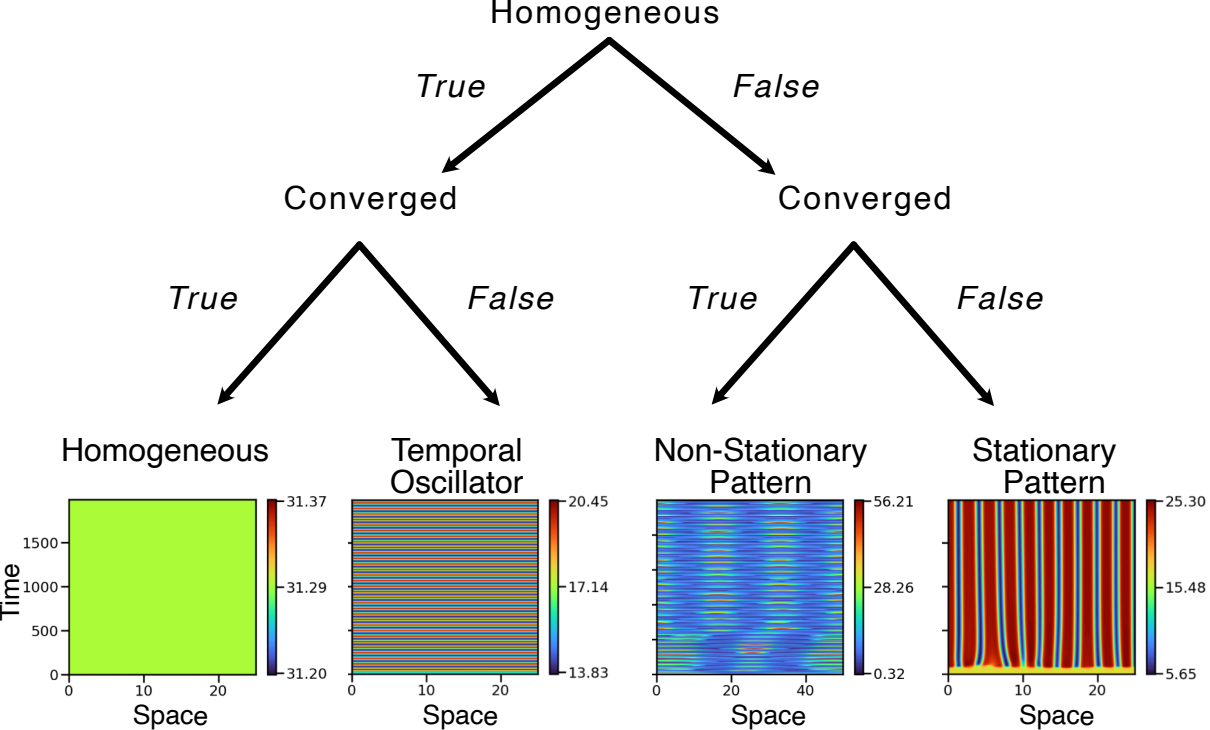 Homogeneous
True
False
Converged
Converged
True
False
True
False
Homogeneous
Temporal
Oscillator
Non-Stationary
Pattern
Stationary
Pattern
Time
1500
1000
500
0
0
10
20
Space
31.37
31.29
31.20
0
10
20
Space
20.45
17.14
13.83
0
20
40
Space
56.21
28.26
0.32
0
10
20
Space
25.30
15.48
5.65